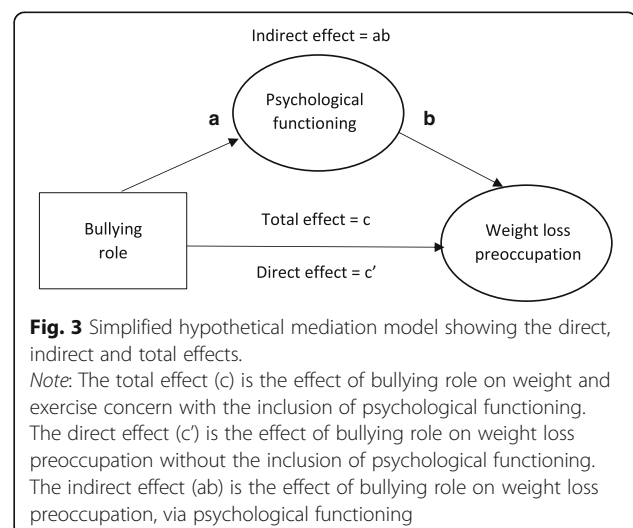 Indirect effect = ab
Psychological
functioning
a
b
Bullying
role
Total effect = c
Direct effect = c’
Weight loss
preoccupation
Fig. 3 Simplified hypothetical mediation model showing the direct,
indirect and total effects.
Note: The total effect (c) is the effect of bullying role on weight and
exercise concern with the inclusion of psychological functioning.
The direct effect (c’) is the effect of bullying role on weight loss
preoccupation without the inclusion of psychological functioning.
The indirect effect (ab) is the effect of bullying role on weight loss
preoccupation, via psychological functioning